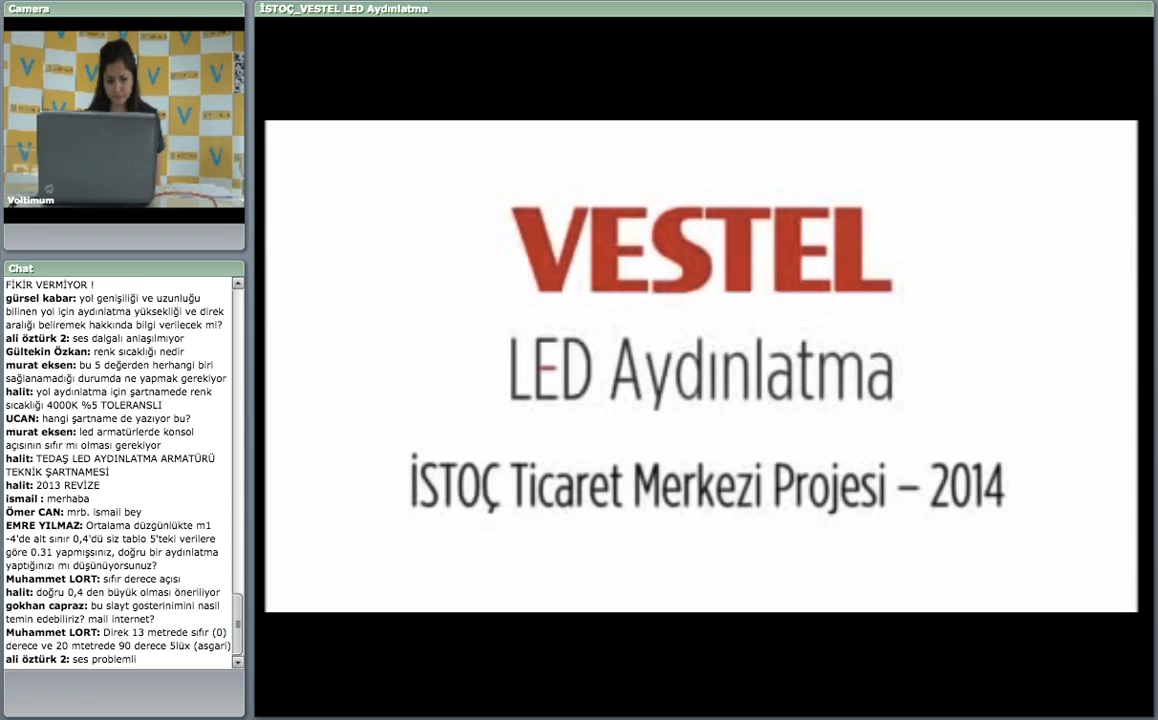 Camera
Voltimum
Chat
FİKİR VERMİYOR !
gürsel kabar: yol genişiliği ve uzunluğu
bilinen yol için aydınlatma yüksekliği ve direk
aralığı beliremek hakkında bilgi verilecek mi?
ali öztürk 2: ses dalgalı anlaşılmıyor
Gültekin Özkan: renk sıcaklığı nedir
murat eksen: bu 5 değerden herhangi biri
sağlanamadığı durumda ne yapmak gerekiyor
halit: yol aydınlatma için şartnamede renk
sıcaklığı 4000K %5 TOLERANSLI
UCAN: hangi şartname de yazıyor bu?
murat eksen: led armatürlerde konsol
açısının sıfır mı olması gerekiyor
halit: TEDAŞ LED AYDINLATMA ARMATÜRÜ
TEKNİK ŞARTNAMESİ
halit: 2013 REVİZE
ismail : merhaba
Ömer CAN: mrb. ismail bey
EMRE YILMAZ: Ortalama düzgünlükte m1
-4'de alt sınır 0,4'dü siz tablo 5'teki verilere
göre 0.31 yapmışsınız, doğru bir aydınlatma
yaptığınızı mı düşünüyorsunuz?
Muhammet LORT: sıfır derece açısı
halit: doğru 0,4 den büyük olması öneriliyor
gokhan capraz: bu slayt gosterinimini nasil
temin edebiliriz? mail internet?
Muhammet LORT: Direk 13 metrede sıfır (0)
derece ve 20 mtetrede 90 derece 5lüx (asgari)
ali öztürk 2: ses problemli
İSTOÇ_VESTEL LED Aydınlatma
VESTEL
LED Aydınlatma
İSTOÇ Ticaret Merkezi Projesi – 2014